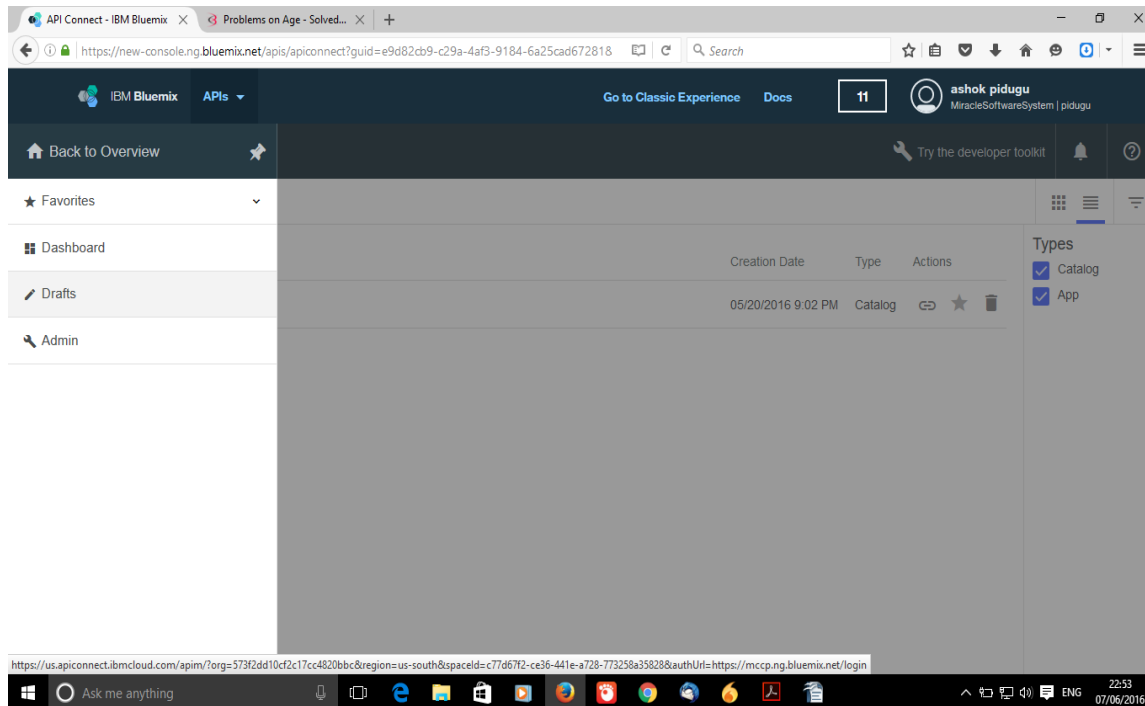 API Connect - IBM Bluemix
Problems on Age - Solved...
https://new-console.ng.bluemix.net/apis/apiconnect?guid=e9d82cb9-c29a-4af3-9184-6a25cad672818
Search
IBM Bluemix
APIs
Go to Classic Experience
Docs
11
ashok pidugu
MiracleSoftwareSystem | pidugu
Back to Overview
Try the developer toolkit
Favorites
Dashboard
Drafts
Admin
Creation Date
Type
Actions
05/20/2016 9:02 PM
Catalog
Types
Catalog
App
https://us.apiconnect.ibmcloud.com/apim/?org=573f2dd10cf2c17cc4820bbc&region=us-south&spaceId=c77d67f2-ce36-441e-a728-773258a35828&authUrl=https://mccp.ng.bluemix.net/login
Ask me anything
ENG
22:53
07/06/2016